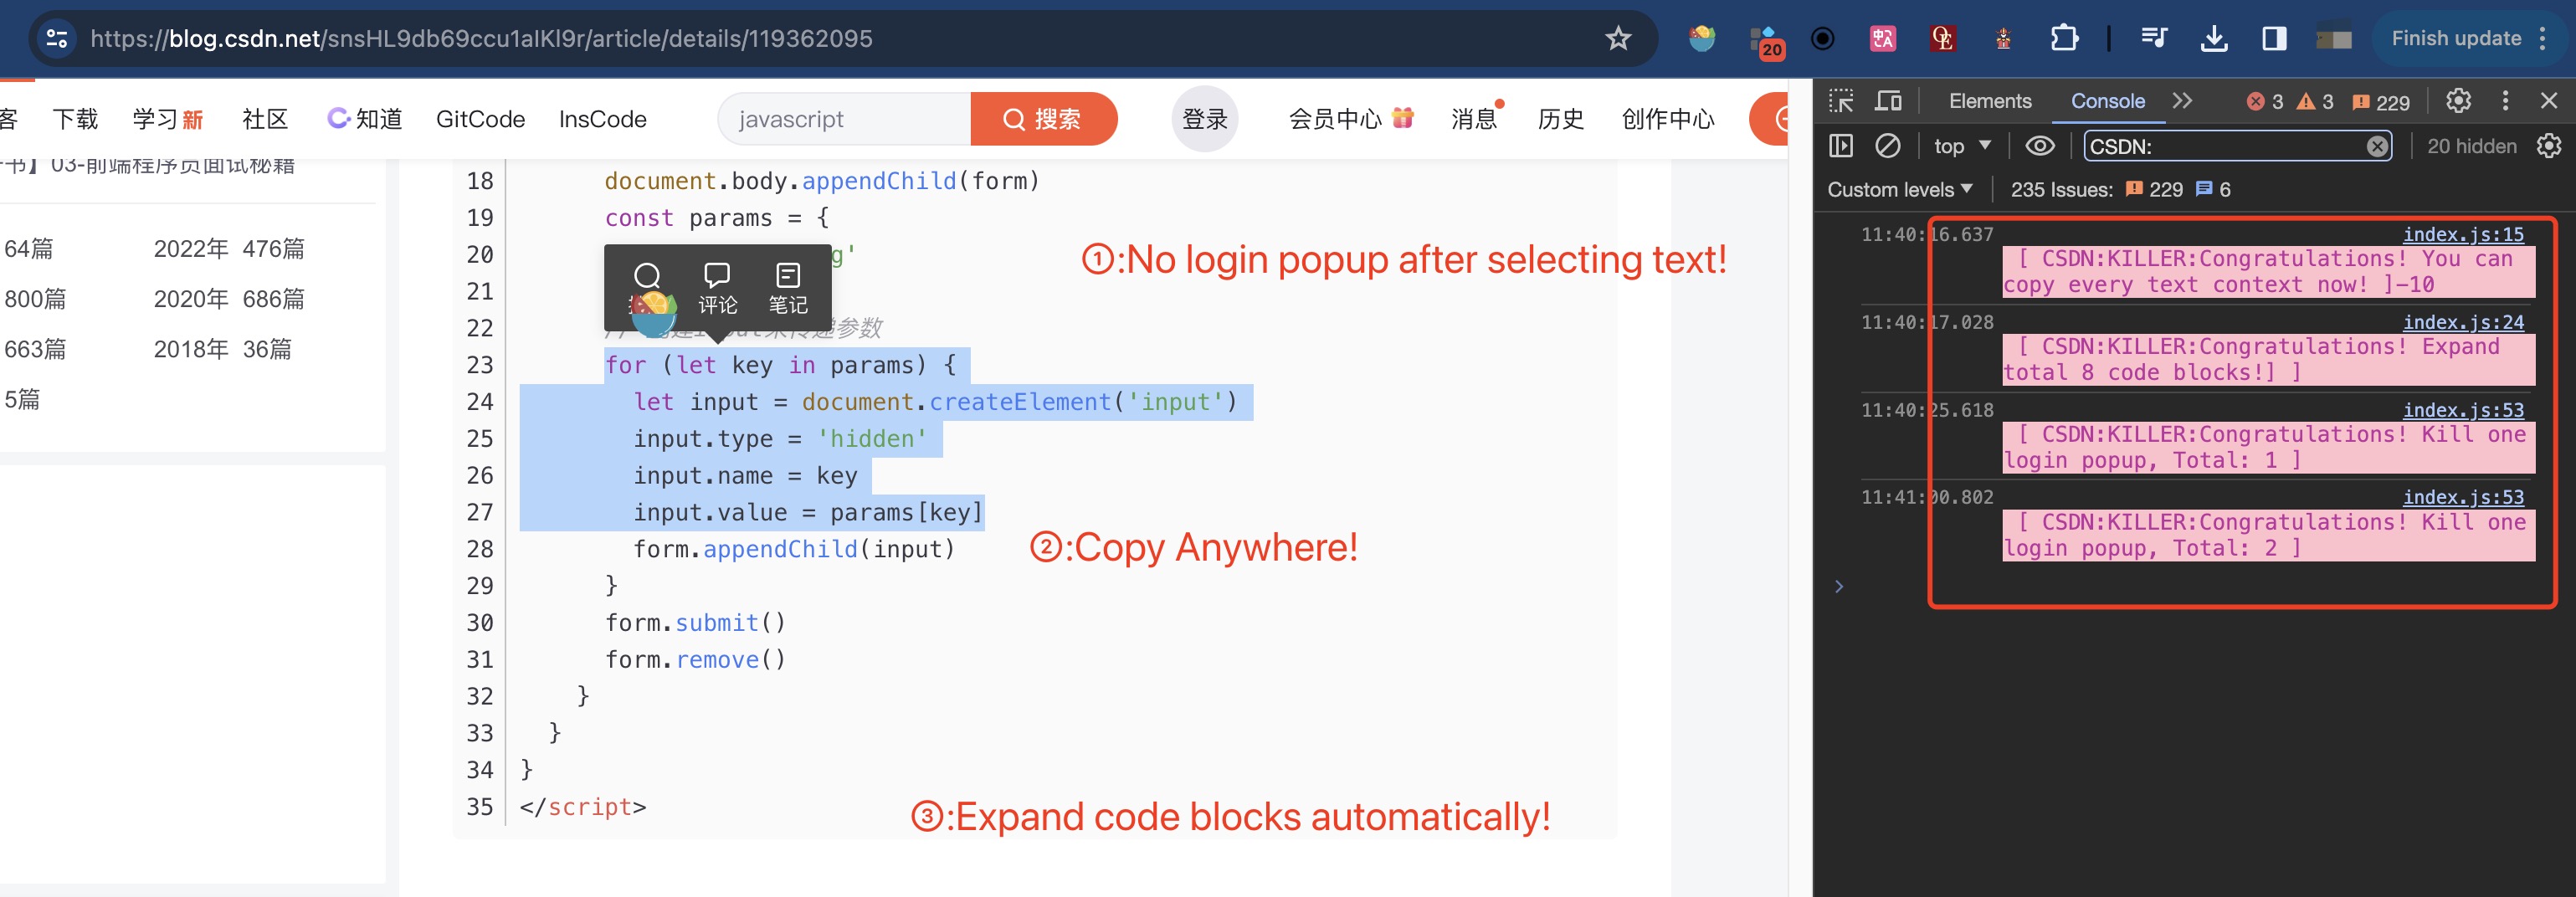 https://blog.csdn.net/snsHL9db69ccu1aIKl9r/article/details/119362095
20
Finish update
客 下载 学习 新 社区 知道 GitCode InsCode javascript 搜索 登录 会员中心 消息 历史 创作中心
书】03-前端程序员面试秘籍
64篇 2022年 476篇
800篇 2020年 686篇
663篇 2018年 36篇
5篇
18 document.body.appendChild(form)
19 const params = {
20 g'
21
评论 笔记
22
23 for (let key in params) {
24 let input = document.createElement('input')
25 input.type = 'hidden'
26 input.name = key
27 input.value = params[key]
28 form.appendChild(input)
29 }
30 form.submit()
31 form.remove()
32 }
33 }
34 }
35 </script>
①:No login popup after selecting text!
②:Copy Anywhere!
③:Expand code blocks automatically!
Elements Console 3 3 229
top CSDN: 20 hidden
Custom levels 235 Issues: 229 6
11:40:16.637 index.js:15
[ CSDN:KILLER:Congratulations! You can
copy every text context now! ]—10
11:40:17.028 index.js:24
[ CSDN:KILLER:Congratulations! Expand
total 8 code blocks!] ]
11:40:25.618 index.js:53
[ CSDN:KILLER:Congratulations! Kill one
login popup, Total: 1 ]
11:41:00.802 index.js:53
[ CSDN:KILLER:Congratulations! Kill one
login popup, Total: 2 ]